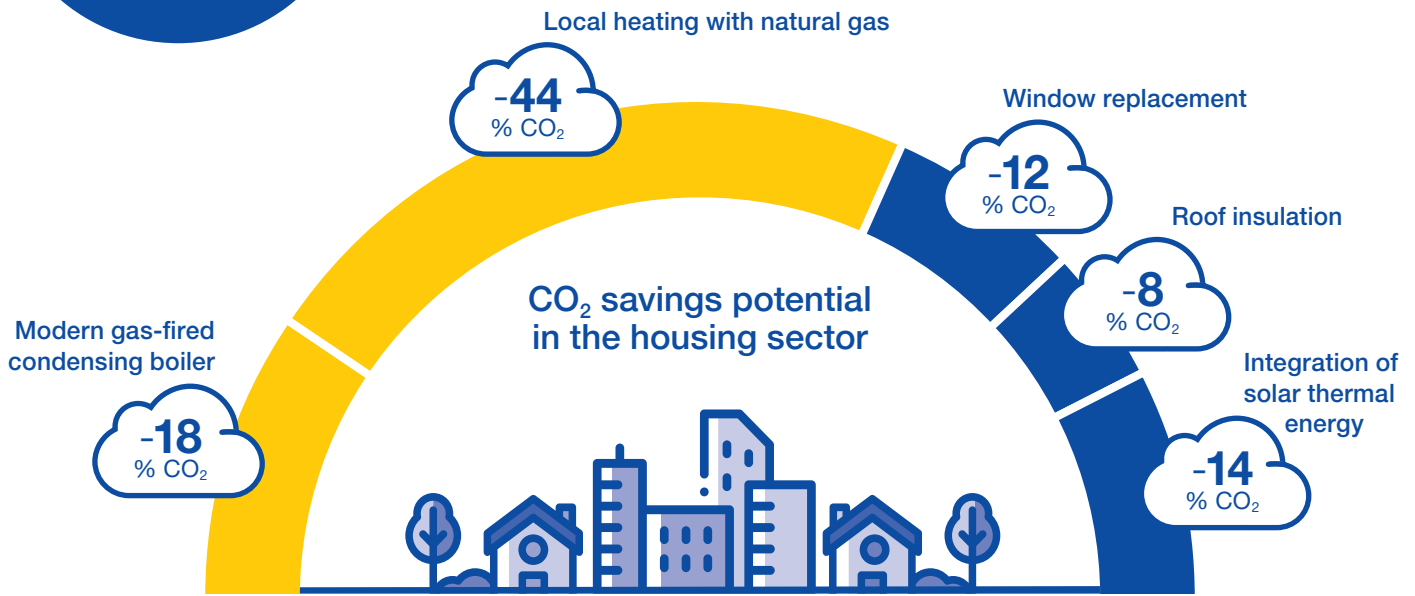 Local heating with natural gas
-44
% CO₂
Window replacement
-12
% CO₂
Roof insulation
-8
% CO₂
CO₂ savings potential
in the housing sector
Modern gas-fired
condensing boiler
-18
% CO₂
Integration of
solar thermal
energy
-14
% CO₂